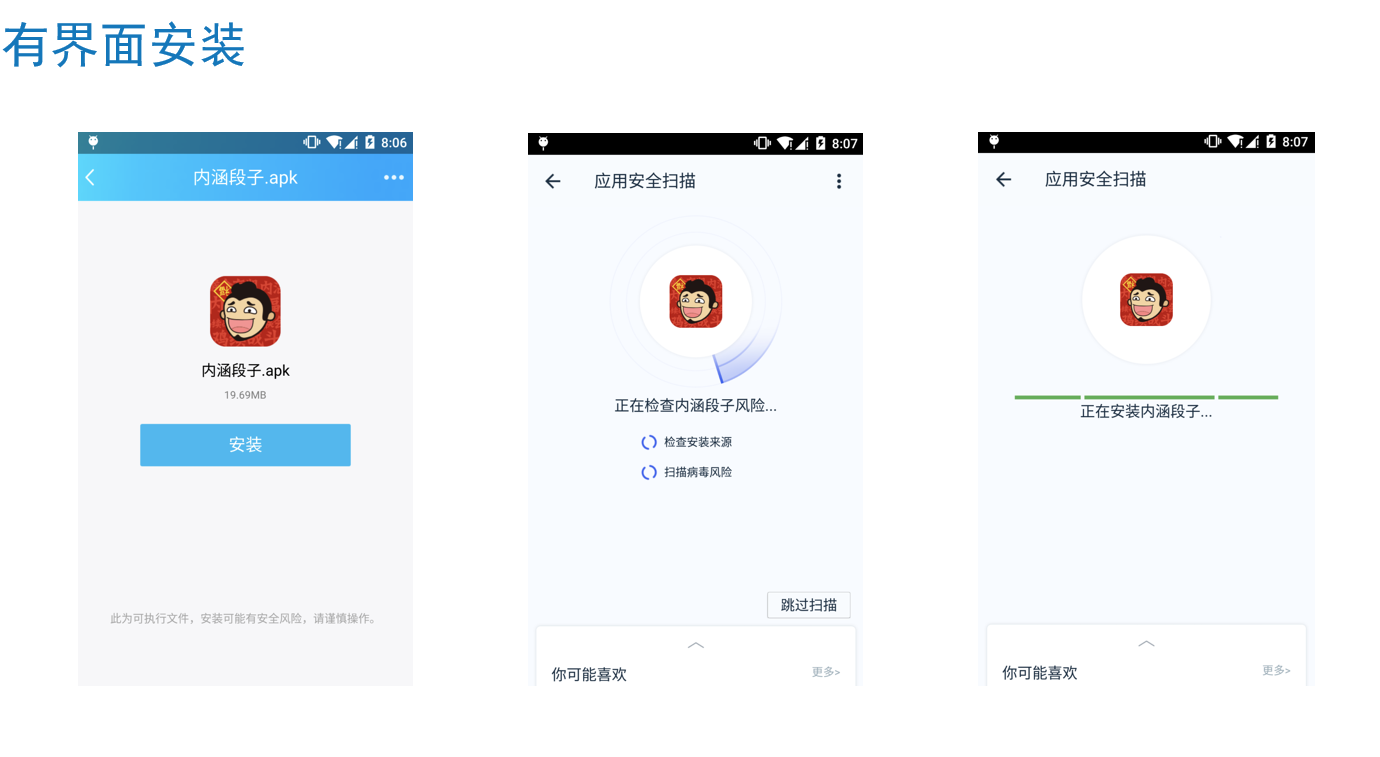 有界面安装
8:06
内涵段子.apk
内涵段子.apk
19.69MB
安装
此为可执行文件，安装可能有安全风险，请谨慎操作。
8:07
应用安全扫描
正在检查内涵段子风险...
检查安装来源
扫描病毒风险
跳过扫描
你可能喜欢
更多>
8:07
应用安全扫描
正在安装内涵段子...
你可能喜欢
更多>